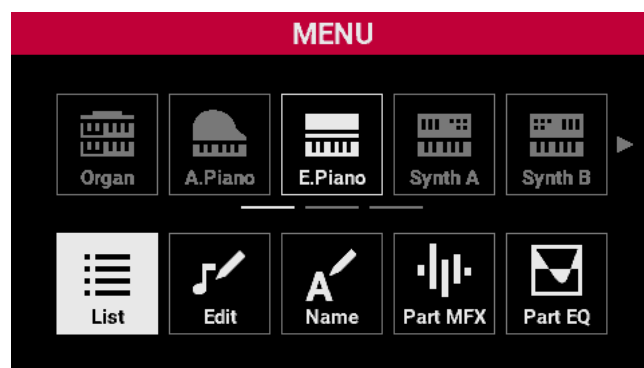 MENU
Organ A.Piano E.Piano Synth A Synth B
List Edit Name Part MFX Part EQ